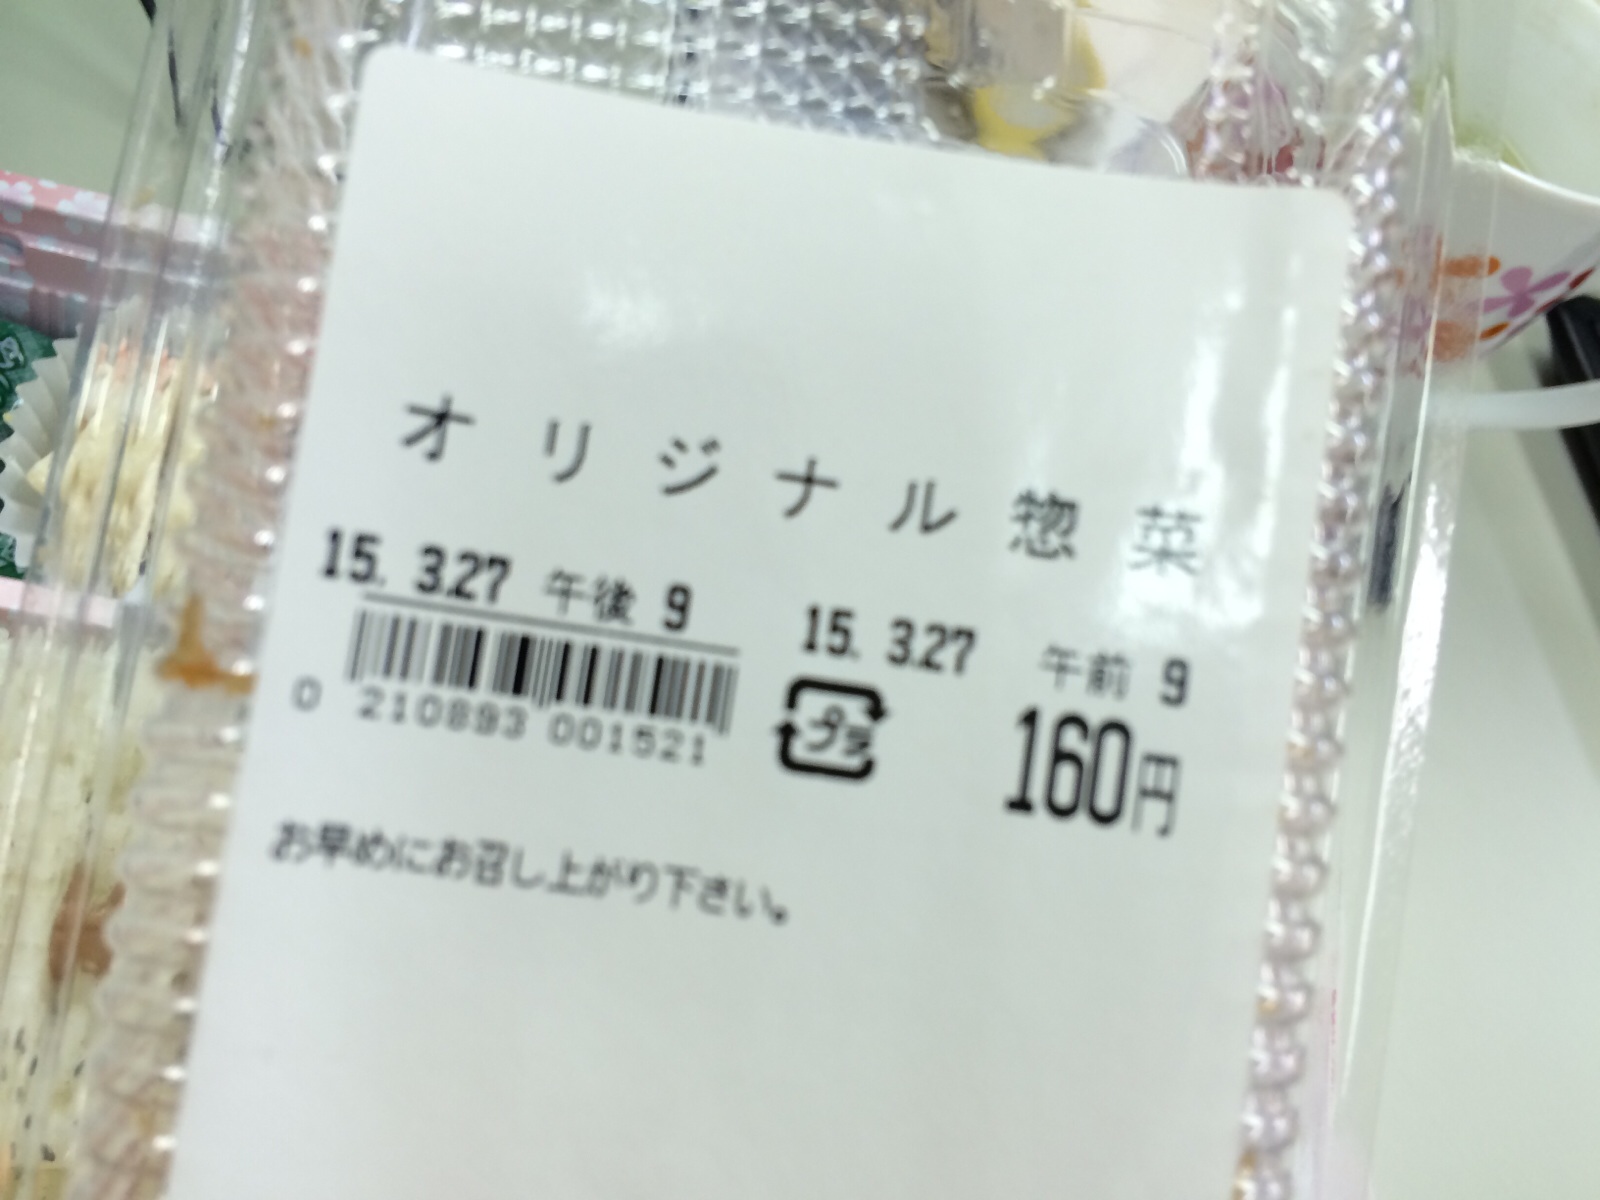 オリジナル惣菜
15. 3.27 午後 9
15. 3.27 午前 9
0 210893 001521
プラ
160円
お早めにお召し上がり下さい。